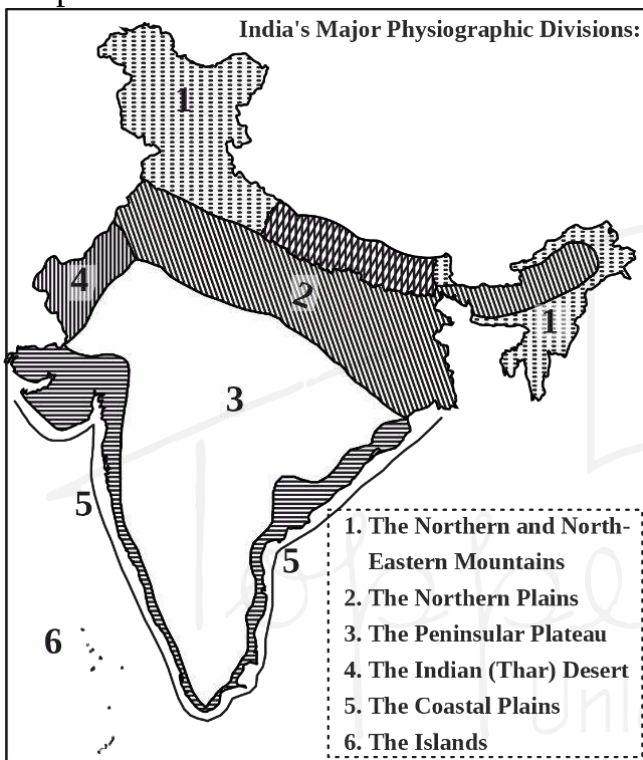 India's Major Physiographic Divisions:
1
4
2
1
3
5
5
6
1. The Northern and North-
Eastern Mountains
2. The Northern Plains
3. The Peninsular Plateau
4. The Indian (Thar) Desert
5. The Coastal Plains
6. The Islands